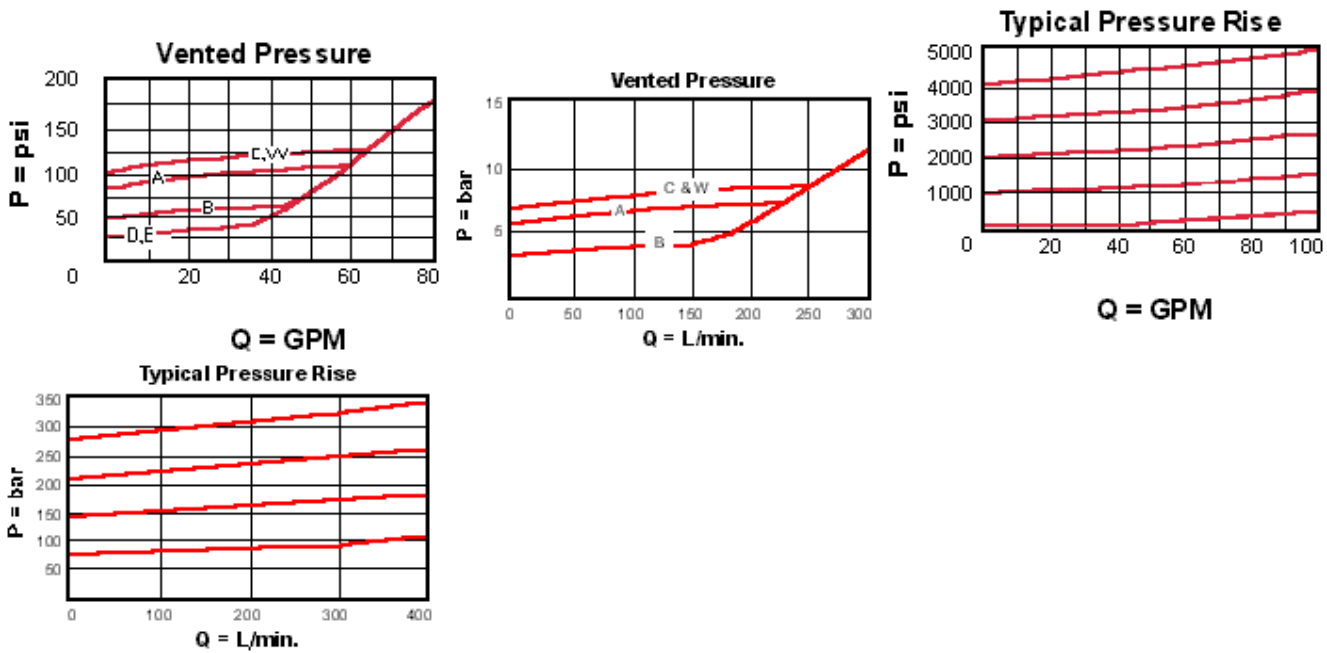 Vented Pressure
200
150
100
50
0
20
40
60
80
P = psi
C,W
A
B
D,E
Q = GPM
Vented Pressure
15
10
5
0
50
100
150
200
250
300
P = bar
C & W
A
B
Q = L/min.
Typical Pressure Rise
5000
4000
3000
2000
1000
0
20
40
60
80
100
P = psi
Q = GPM
Typical Pressure Rise
350
300
250
200
150
100
50
0
100
200
300
400
P = bar
Q = L/min.